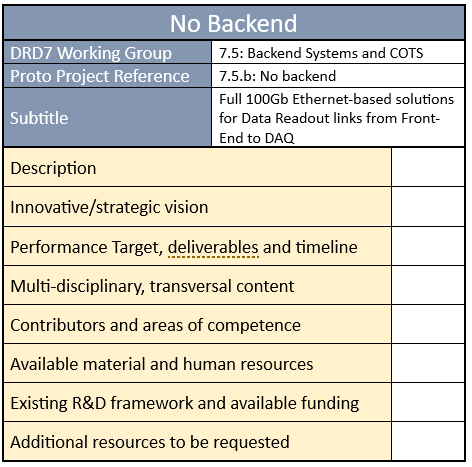 No Backend
DRD7 Working Group
7.5: Backend Systems and COTS
Proto Project Reference
7.5.b: No backend
Subtitle
Full 100Gb Ethernet-based solutions
for Data Readout links from Front-
End to DAQ
Description
Innovative/strategic vision
Performance Target, deliverables and timeline
Multi-disciplinary, transversal content
Contributors and areas of competence
Available material and human resources
Existing R&D framework and available funding
Additional resources to be requested